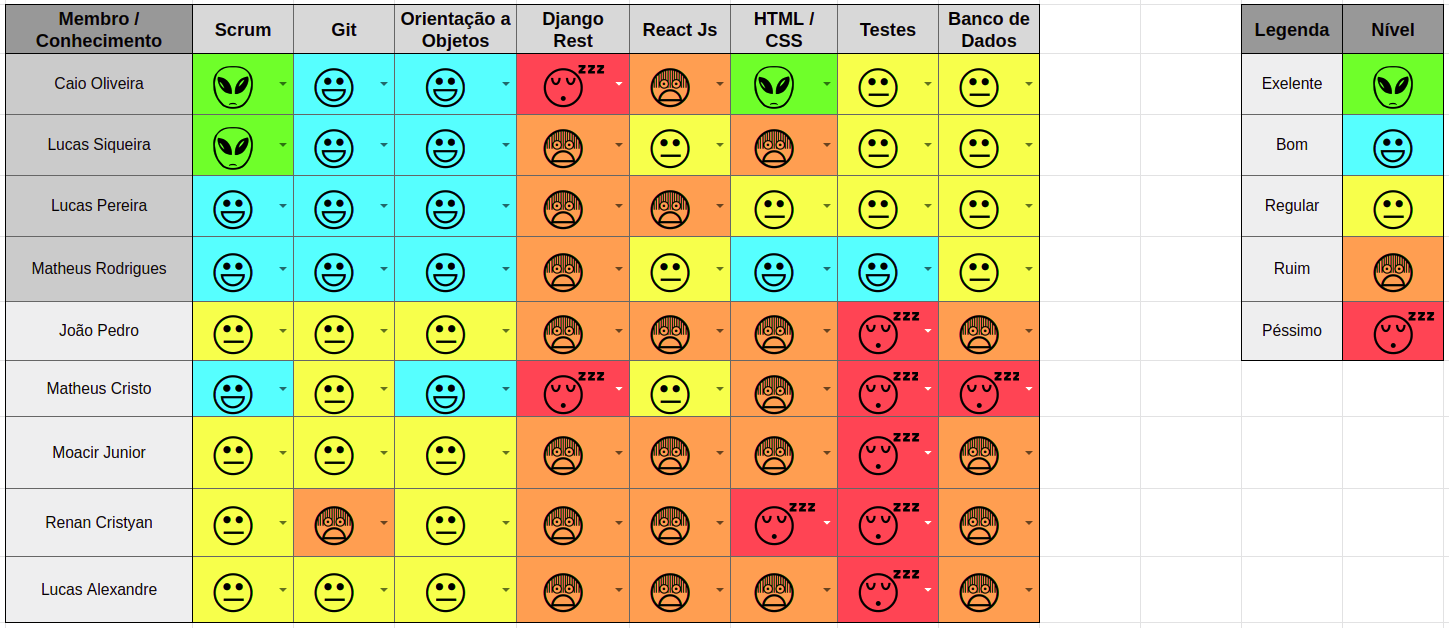 Membro / Conhecimento Scrum Git Orientação a Objetos Django Rest React Js HTML / CSS Testes Banco de Dados Legenda Nível
Caio Oliveira zzz Exelente
Lucas Siqueira Bom
Lucas Pereira Regular
Matheus Rodrigues Ruim
João Pedro zzz Péssimo zzz
Matheus Cristo zzz zzz zzz
Moacir Junior zzz
Renan Cristyan zzz zzz
Lucas Alexandre zzz